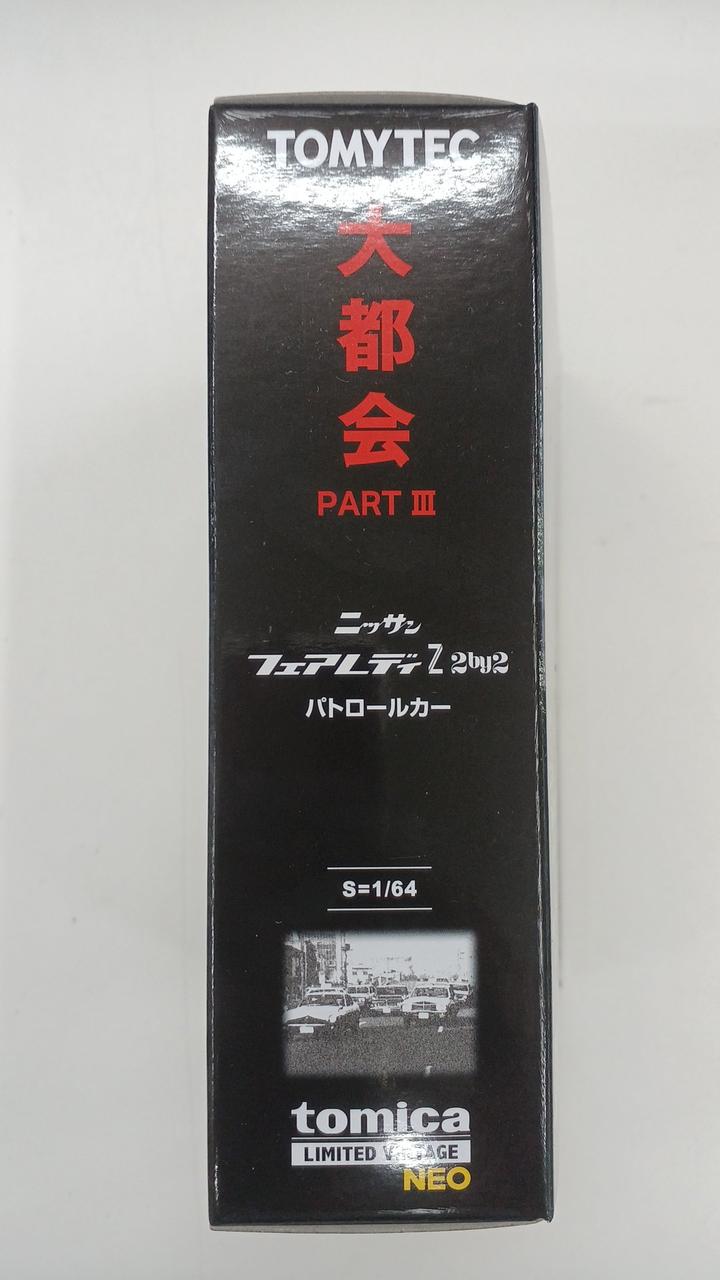 TOMYTEC
大都会
PART III
ニッサン
フェアレディZ 2by2
パトロールカー
S=1/64
tomica
LIMITED VINTAGE
NEO